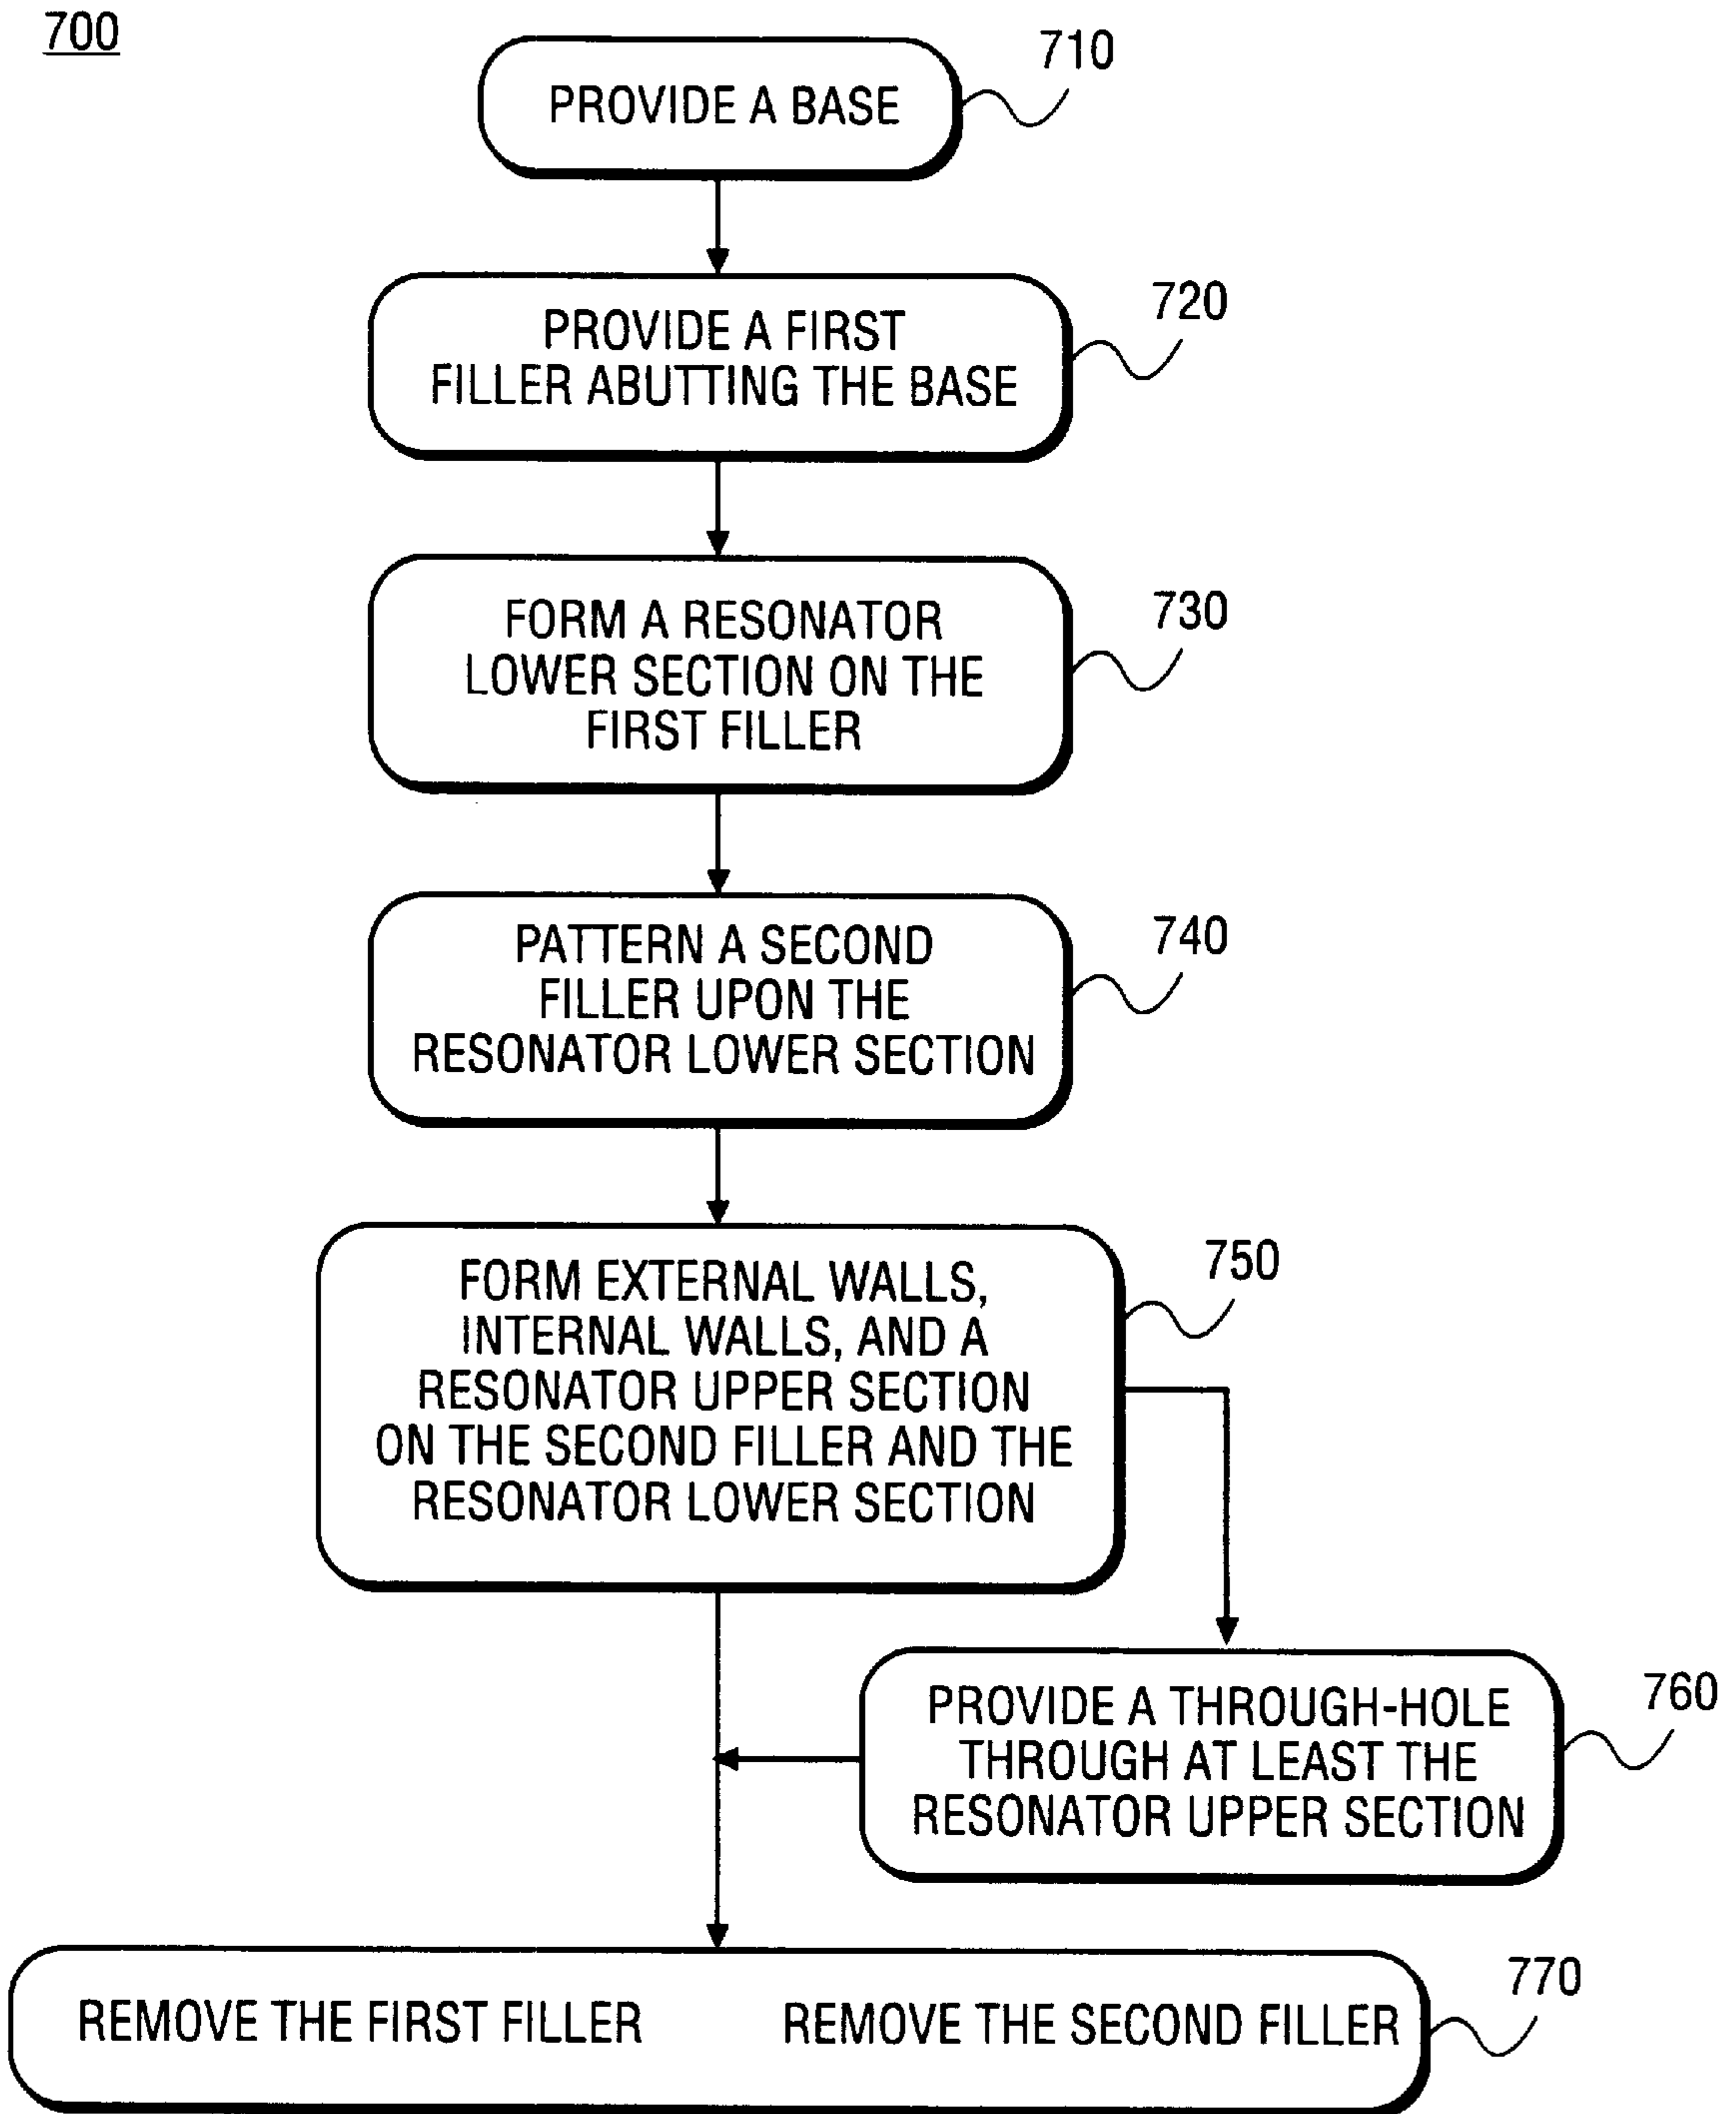 700
PROVIDE A BASE
710
PROVIDE A FIRST
FILLER ABUTTING THE BASE
720
FORM A RESONATOR
LOWER SECTION ON THE
FIRST FILLER
730
PATTERN A SECOND
FILLER UPON THE
RESONATOR LOWER SECTION
740
FORM EXTERNAL WALLS,
INTERNAL WALLS, AND A
RESONATOR UPPER SECTION
ON THE SECOND FILLER AND THE
RESONATOR LOWER SECTION
750
PROVIDE A THROUGH-HOLE
THROUGH AT LEAST THE
RESONATOR UPPER SECTION
760
REMOVE THE FIRST FILLER
REMOVE THE SECOND FILLER
770